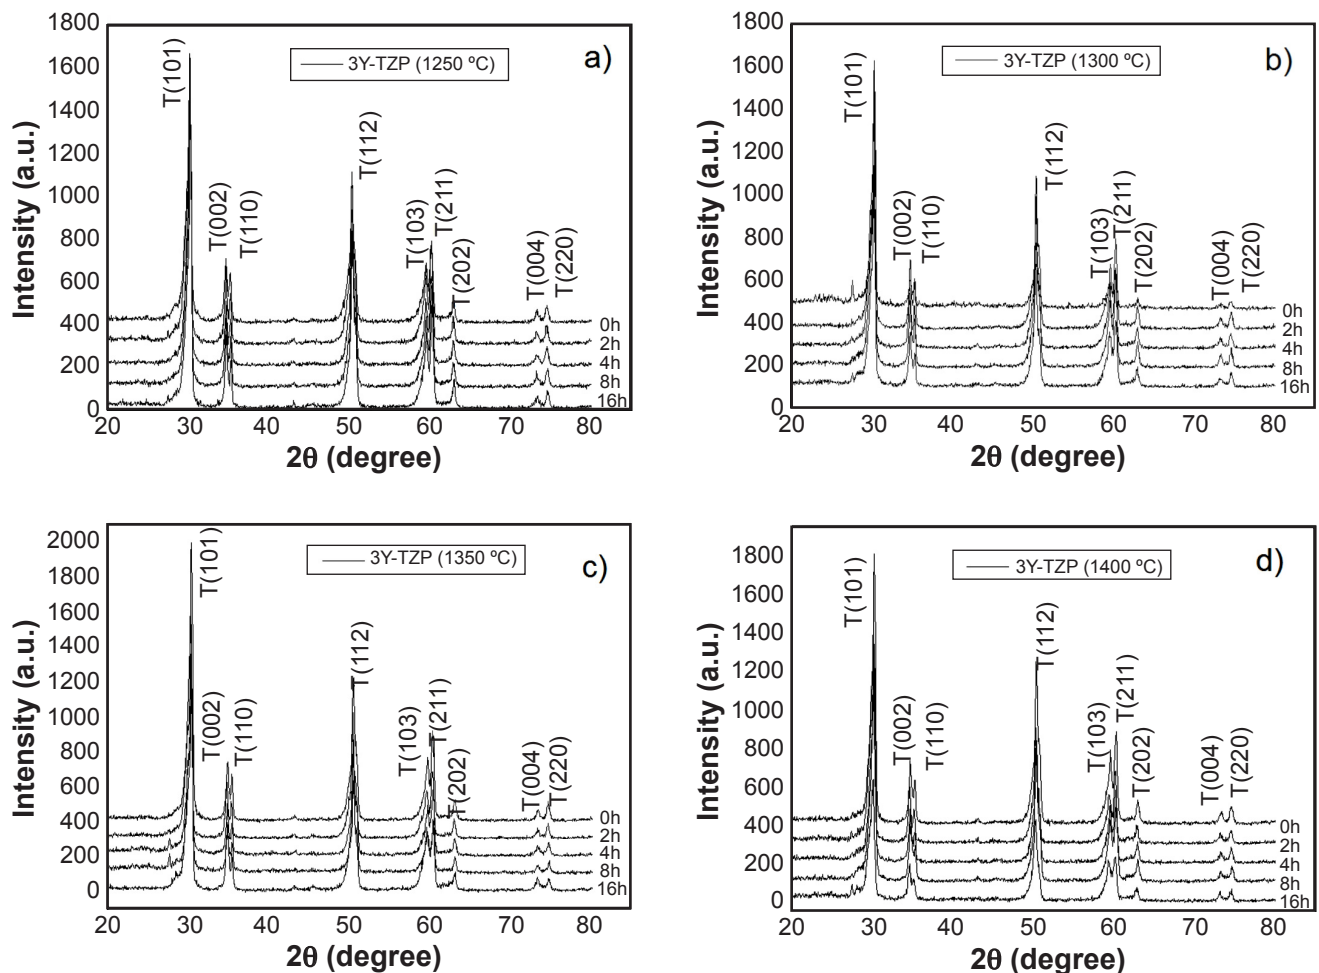 a)
3Y-TZP (1250 ºC)
Intensity (a.u.)
1800
1600
1400
1200
1000
800
600
400
200
0
T(101)
T(002)
T(110)
T(112)
T(103)
T(211)
T(202)
T(004)
T(220)
0h
2h
4h
8h
16h
20 30 40 50 60 70 80
2θ (degree)
b)
3Y-TZP (1300 ºC)
Intensity (a.u.)
1800
1600
1400
1200
1000
800
600
400
200
0
T(101)
T(002)
T(110)
T(112)
T(103)
T(211)
T(202)
T(004)
T(220)
0h
2h
4h
8h
16h
20 30 40 50 60 70 80
2θ (degree)
c)
3Y-TZP (1350 ºC)
Intensity (a.u.)
2000
1800
1600
1400
1200
1000
800
600
400
200
0
T(101)
T(002)
T(110)
T(112)
T(103)
T(211)
T(202)
T(004)
T(220)
0h
2h
4h
8h
16h
20 30 40 50 60 70 80
2θ (degree)
d)
3Y-TZP (1400 ºC)
Intensity (a.u.)
1800
1600
1400
1200
1000
800
600
400
200
0
T(101)
T(002)
T(110)
T(112)
T(103)
T(211)
T(202)
T(004)
T(220)
0h
2h
4h
8h
16h
20 30 40 50 60 70 80
2θ (degree)